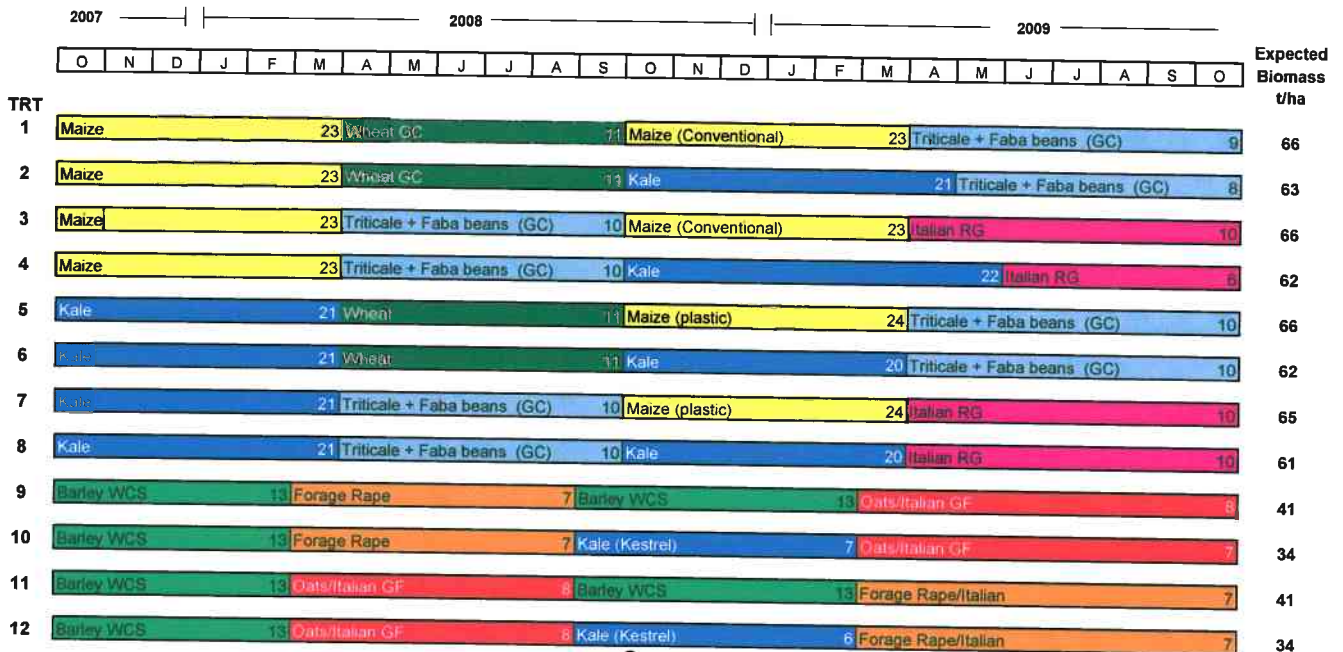 2007 2008 2009
O N D J F M A M J J A S O N D J F M A M J J A S O
Expected
Biomass
t/ha
TRT
1 Maize 23 Wheat GC 11 Maize (Conventional) 23 Triticale + Faba beans (GC) 9 66
2 Maize 23 Wheat GC 11 Kale 21 Triticale + Faba beans (GC) 8 63
3 Maize 23 Triticale + Faba beans (GC) 10 Maize (Conventional) 23 Italian RG 10 66
4 Maize 23 Triticale + Faba beans (GC) 10 Kale 22 Italian RG 6 62
5 Kale 21 Wheat 11 Maize (plastic) 24 Triticale + Faba beans (GC) 10 66
6 Kale 21 Wheat 11 Kale 20 Triticale + Faba beans (GC) 10 62
7 Kale 21 Triticale + Faba beans (GC) 10 Maize (plastic) 24 Italian RG 10 65
8 Kale 21 Triticale + Faba beans (GC) 10 Kale 20 Italian RG 10 61
9 Barley WCS 13 Forage Rape 7 Barley WCS 13 Oats/Italian GF 8 41
10 Barley WCS 13 Forage Rape 7 Kale (Kestrel) 7 Oats/Italian GF 7 34
11 Barley WCS 13 Oats/Italian GF 8 Barley WCS 13 Forage Rape/Italian 7 41
12 Barley WCS 13 Oats/Italian GF 8 Kale (Kestrel) 6 Forage Rape/Italian 7 34